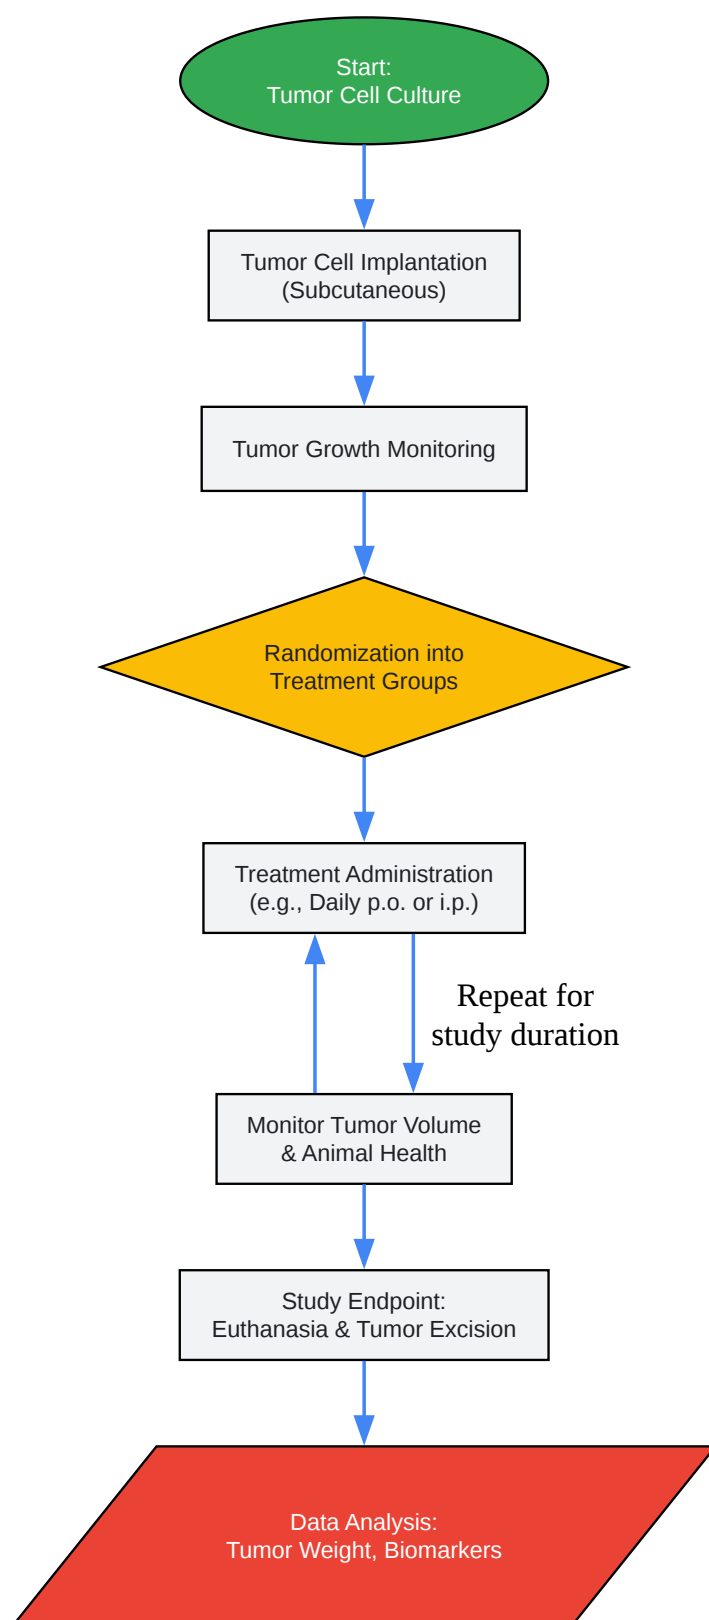 Start:
Tumor Cell Culture
Tumor Cell Implantation
(Subcutaneous)
Tumor Growth Monitoring
Randomization into
Treatment Groups
Treatment Administration
(e.g., Daily p.o. or i.p.)
Repeat for
study duration
Monitor Tumor Volume
& Animal Health
Study Endpoint:
Euthanasia & Tumor Excision
Data Analysis:
Tumor Weight, Biomarkers